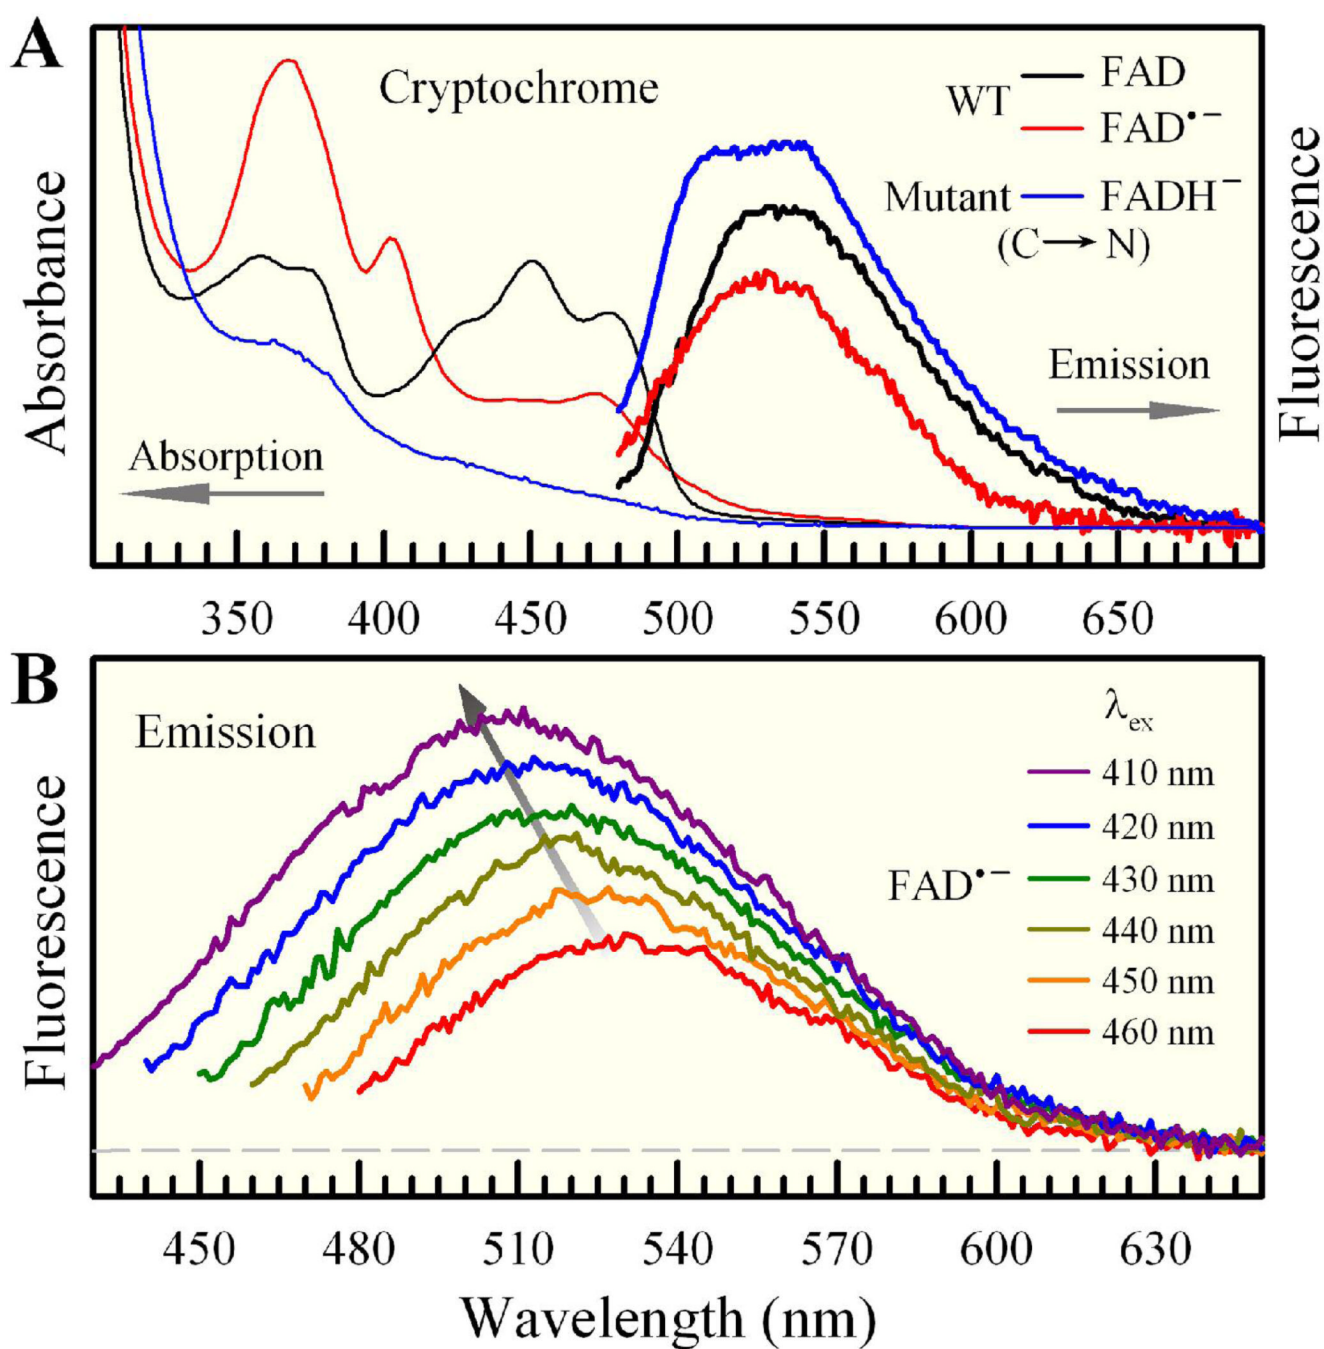 A
Cryptochrome
WT
FAD
FAD•−
Mutant
FADH−
(C→N)
Absorbance
Fluorescence
Emission
Absorption
350 400 450 500 550 600 650
B
Emission
λex
410 nm
420 nm
430 nm
FAD•−
440 nm
450 nm
460 nm
Fluorescence
450 480 510 540 570 600 630
Wavelength (nm)